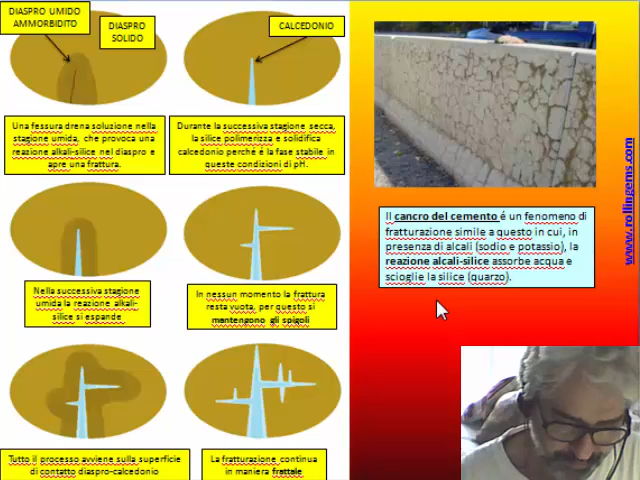 DIASPRO UMIDO
AMMORBIDITO
DIASPRO
SOLIDO
CALCEDONIO
Una fessura drena soluzione nella
stagione umida, che provoca una
reazione alkali-silice nel diaspro e
apre una frattura.
Durante la successiva stagione secca,
la silice polimerizza e solidifica
calcedonio perché é la fase stabile in
queste condizioni di pH.
Nella successiva stagione
umida la reazione alkali-
silice si espande
In nessun momento la frattura
resta vuota, per questo si
mantengono gli spigoli
Tutto il processo avviene sulla superficie
di contatto diaspro-calcedonio
La fratturazione continua
in maniera frattale
Il cancro del cemento é un fenomeno di
fratturazione simile a questo in cui, in
presenza di alcali (sodio e potassio), la
reazione alcali-silice assorbe acqua e
scioglie la silice (quarzo).
www.rollingems.com